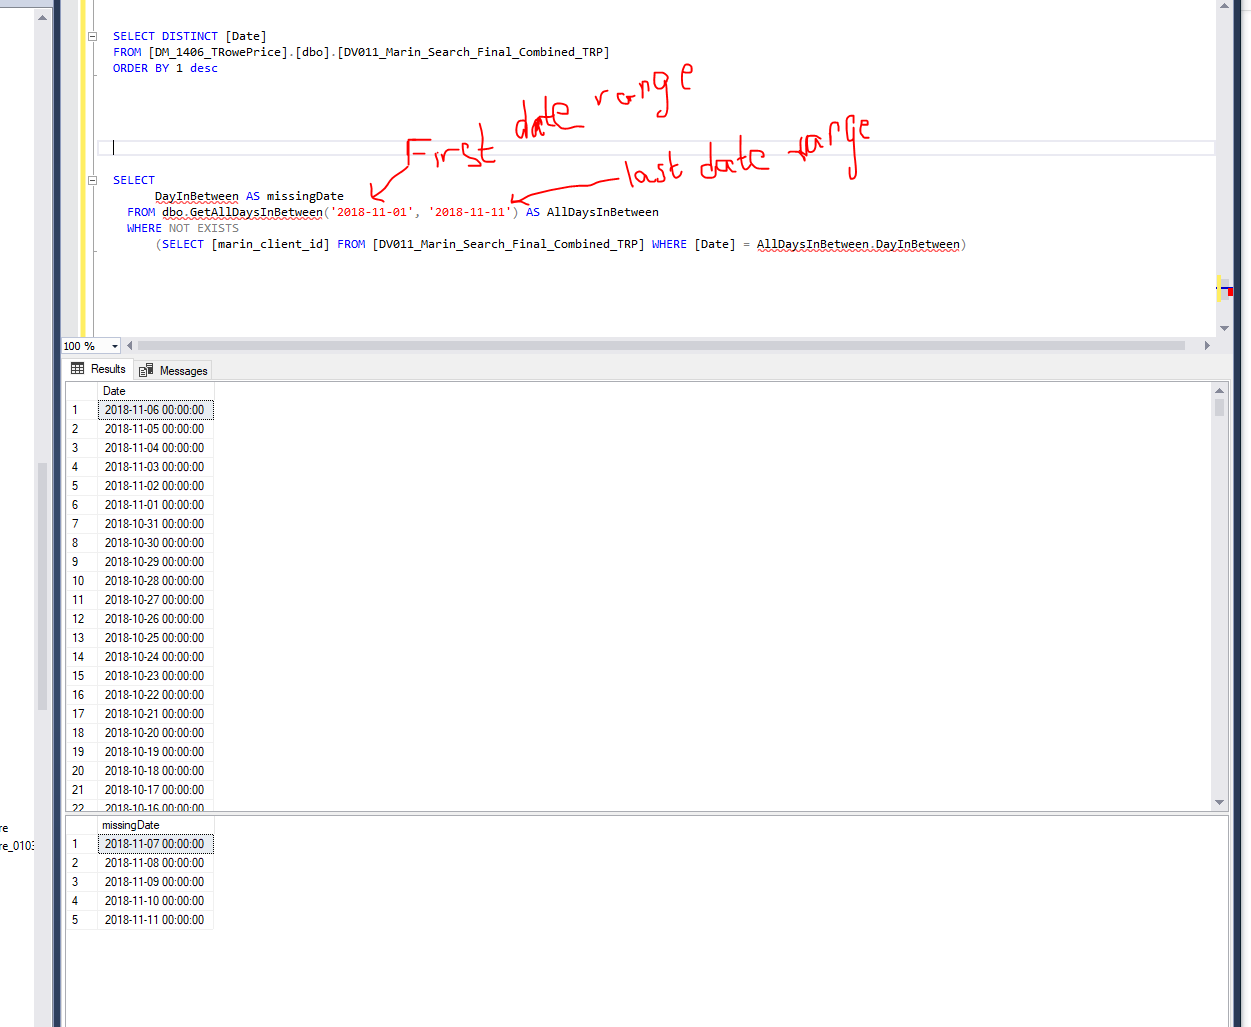 SELECT DISTINCT [Date]
FROM [DM_1406_TRowePrice].[dbo].[DV011_Marin_Search_Final_Combined_TRP]
ORDER BY 1 desc
First date range
last date range
SELECT
DayInBetween AS missingDate
FROM dbo.GetAllDaysInBetween('2018-11-01', '2018-11-11') AS AllDaysInBetween
WHERE NOT EXISTS
(SELECT [marin_client_id] FROM [DV011_Marin_Search_Final_Combined_TRP] WHERE [Date] = AllDaysInBetween.DayInBetween)
100 %
Results Messages
Date
1 2018-11-06 00:00:00
2 2018-11-05 00:00:00
3 2018-11-04 00:00:00
4 2018-11-03 00:00:00
5 2018-11-02 00:00:00
6 2018-11-01 00:00:00
7 2018-10-31 00:00:00
8 2018-10-30 00:00:00
9 2018-10-29 00:00:00
10 2018-10-28 00:00:00
11 2018-10-27 00:00:00
12 2018-10-26 00:00:00
13 2018-10-25 00:00:00
14 2018-10-24 00:00:00
15 2018-10-23 00:00:00
16 2018-10-22 00:00:00
17 2018-10-21 00:00:00
18 2018-10-20 00:00:00
19 2018-10-19 00:00:00
20 2018-10-18 00:00:00
21 2018-10-17 00:00:00
22 2018-10-16 00:00:00
re
re_0103
missingDate
1 2018-11-07 00:00:00
2 2018-11-08 00:00:00
3 2018-11-09 00:00:00
4 2018-11-10 00:00:00
5 2018-11-11 00:00:00